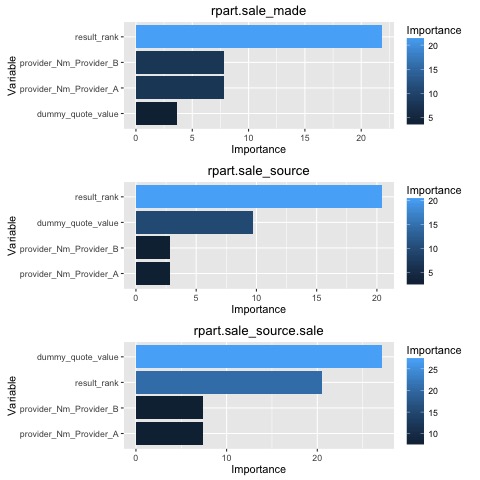 rpart.sale_made
Variable
result_rank
provider_Nm_Provider_B
provider_Nm_Provider_A
dummy_quote_value
0 5 10 15 20
Importance
Importance
20
15
10
5
rpart.sale_source
Variable
result_rank
dummy_quote_value
provider_Nm_Provider_B
provider_Nm_Provider_A
0 5 10 15 20
Importance
Importance
20
15
10
5
rpart.sale_source.sale
Variable
dummy_quote_value
result_rank
provider_Nm_Provider_B
provider_Nm_Provider_A
0 10 20
Importance
Importance
25
20
15
10